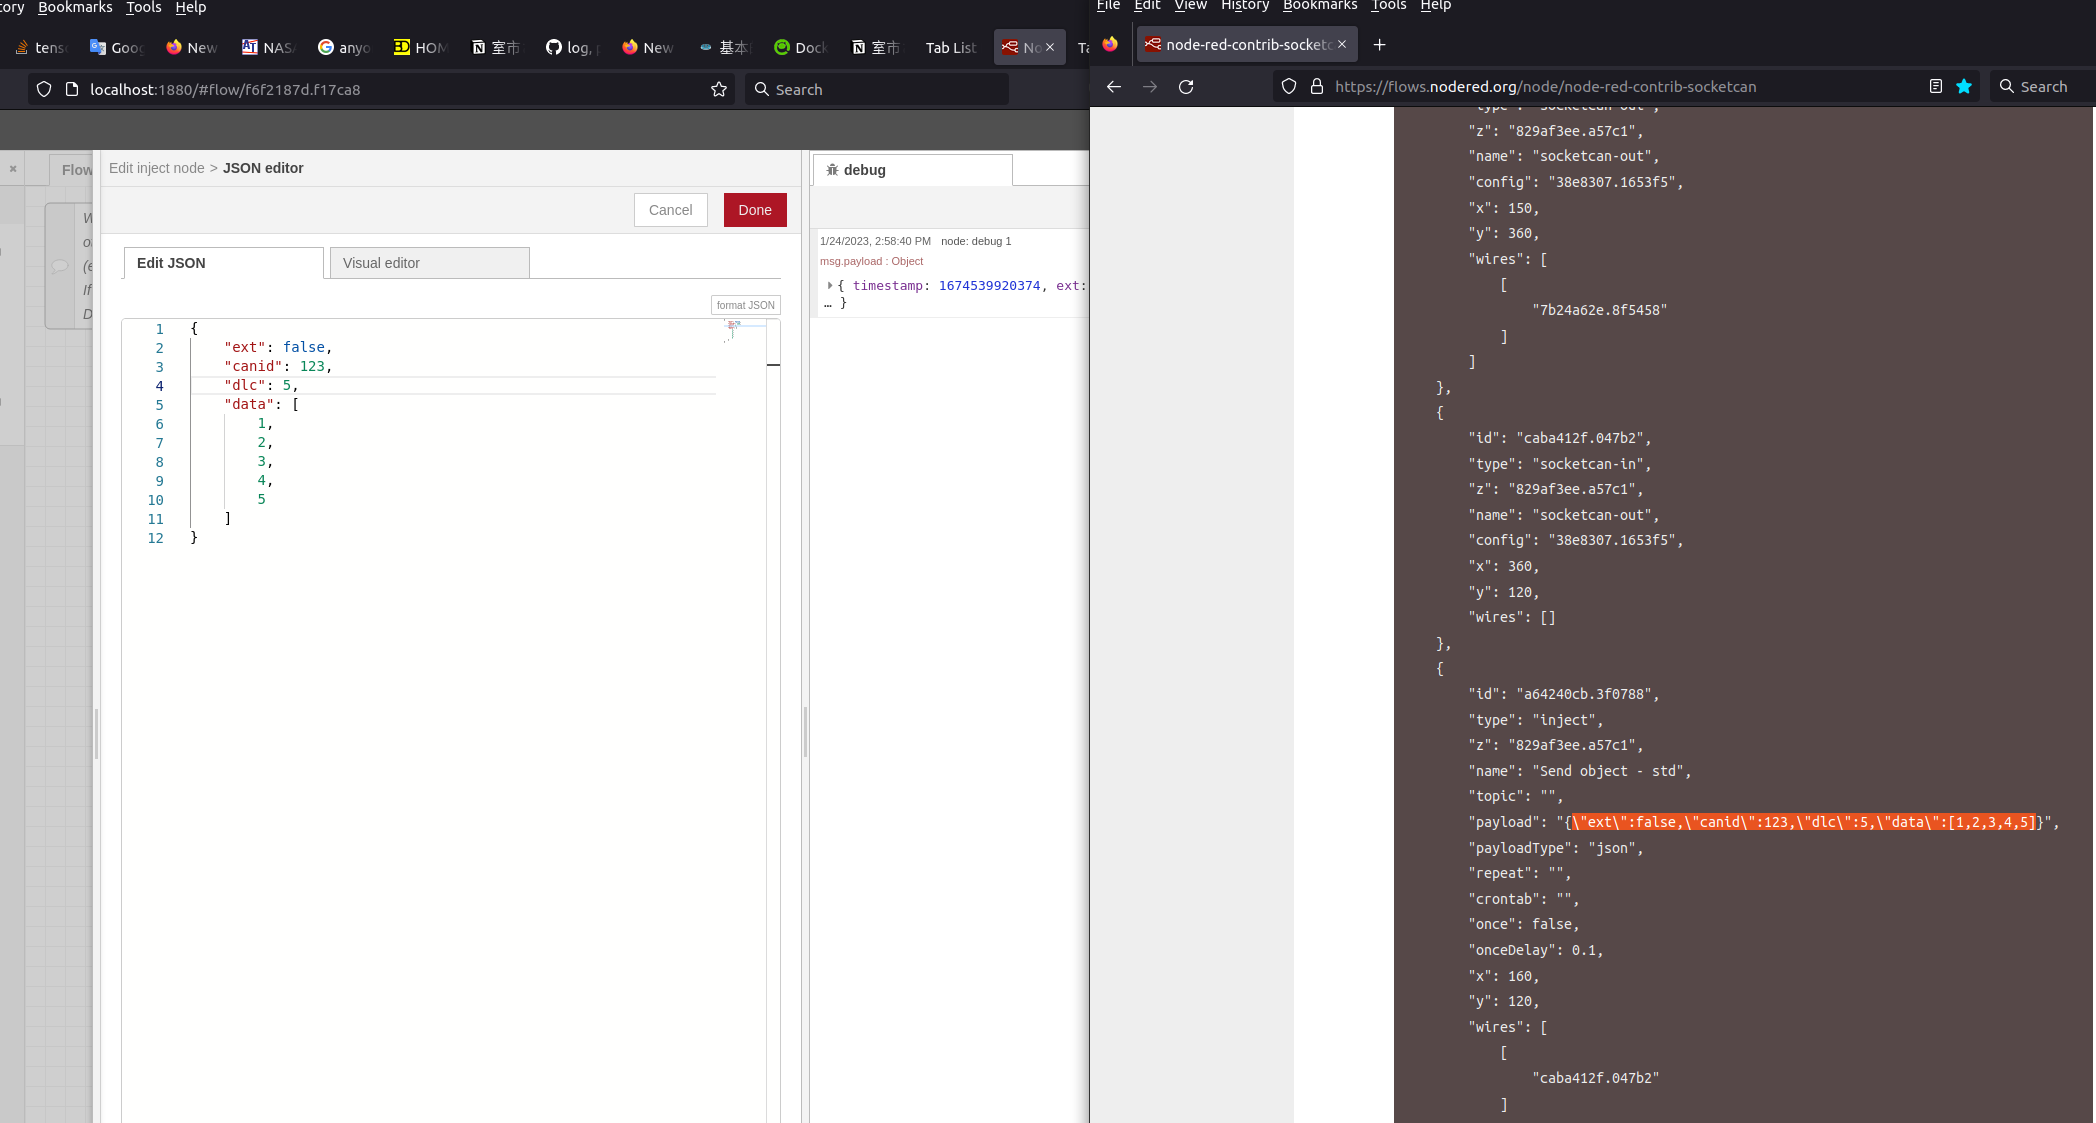 Bookmarks Tools Help
Goo New NAS HOM 室市 log, New 基本 Dock 室市 Tab List No
localhost:1880/#flow/f6f2187d.f17ca8
Search
Flow
Edit inject node > JSON editor
Cancel
Done
Edit JSON
Visual editor
format JSON
1 {
2 "ext": false,
3 "canid": 123,
4 "dlc": 5,
5 "data": [
6 1,
7 2,
8 3,
9 4,
10 5
11 ]
12 }
debug
1/24/2023, 2:58:40 PM node: debug 1
msg.payload : Object
{ timestamp: 1674539920374, ext:
… }
File Edit View History Bookmarks Tools Help
node-red-contrib-socketc
https://flows.nodered.org/node/node-red-contrib-socketcan
Search
"type": "socketcan-out",
"z": "829af3ee.a57c1",
"name": "socketcan-out",
"config": "38e8307.1653f5",
"x": 150,
"y": 360,
"wires": [
[
"7b24a62e.8f5458"
]
]
},
{
"id": "caba412f.047b2",
"type": "socketcan-in",
"z": "829af3ee.a57c1",
"name": "socketcan-out",
"config": "38e8307.1653f5",
"x": 360,
"y": 120,
"wires": []
},
{
"id": "a64240cb.3f0788",
"type": "inject",
"z": "829af3ee.a57c1",
"name": "Send object - std",
"topic": "",
"payload": "{\"ext\":false,\"canid\":123,\"dlc\":5,\"data\":[1,2,3,4,5]}",
"payloadType": "json",
"repeat": "",
"crontab": "",
"once": false,
"onceDelay": 0.1,
"x": 160,
"y": 120,
"wires": [
[
"caba412f.047b2"
]